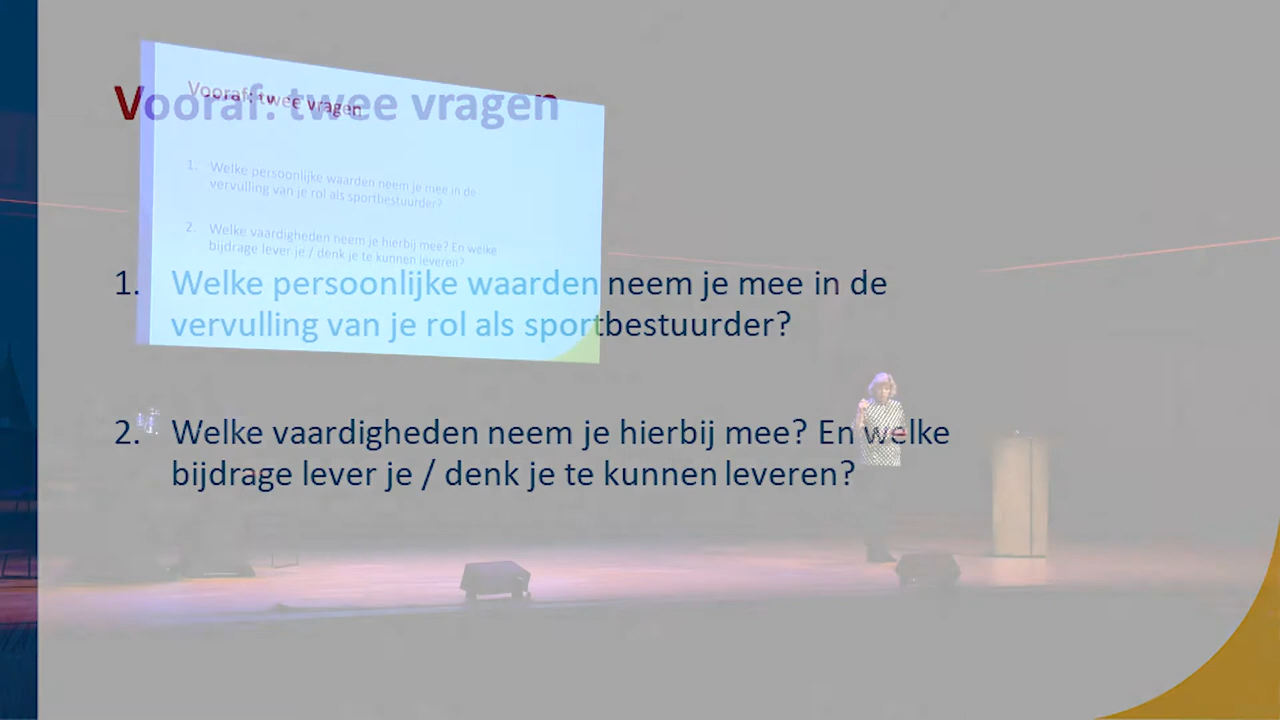 Vooraf: twee vragen
1. Welke persoonlijke waarden neem je mee in de
vervulling van je rol als sportbestuurder?
2. Welke vaardigheden neem je hierbij mee? En welke
bijdrage lever je / denk je te kunnen leveren?
Vooraf: twee vragen
1. Welke persoonlijke waarden neem je mee in de
vervulling van je rol als sportbestuurder?
2. Welke vaardigheden neem je hierbij mee? En welke
bijdrage lever je / denk je te kunnen leveren?